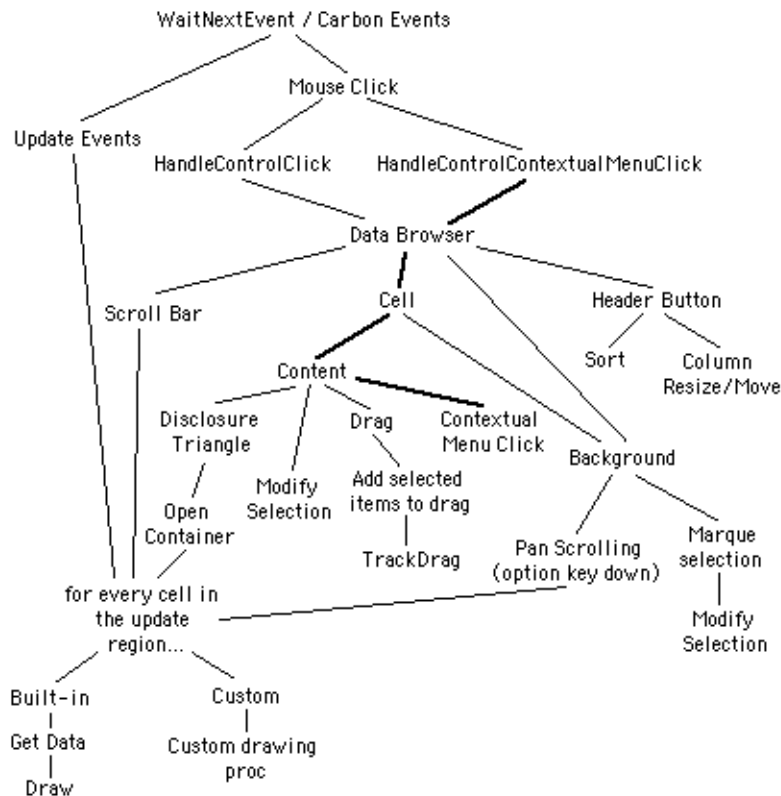 WaitNextEvent / Carbon Events
Mouse Click
Update Events
HandleControlClick
HandleControlContextualMenuClick
Data Browser
Scroll Bar
Cell
Header Button
Sort
Column
Resize/Move
Content
Disclosure
Triangle
Drag
Contextual
Menu Click
Background
Modify
Selection
Add selected
items to drag
Open
Container
TrackDrag
Pan Scrolling
(option key down)
Marque
selection
for every cell in
the update
region...
Modify
Selection
Built-in
Custom
Get Data
Custom drawing
proc
Draw